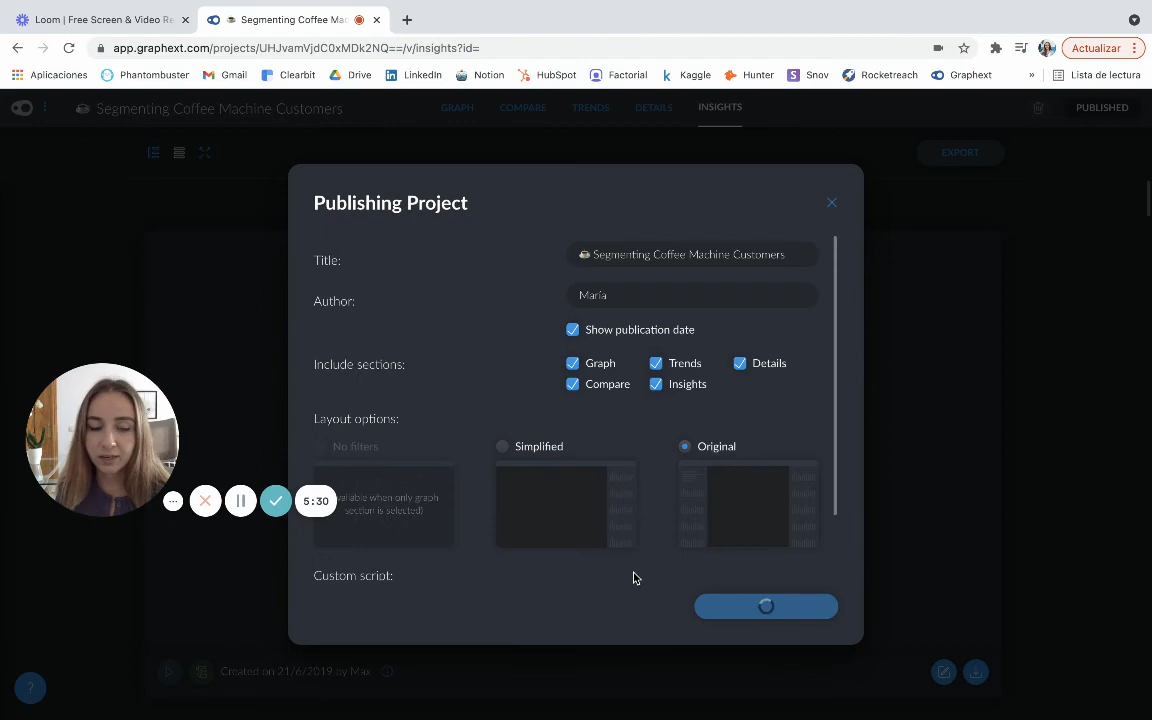 Loom | Free Screen & Video Re
Segmenting Coffee Mac
app.graphext.com/projects/UHJvamVjdC0xMDk2NQ==/v/insights?id=
Actualizar
Aplicaciones
Phantombuster
Gmail
Clearbit
Drive
LinkedIn
Notion
HubSpot
Factorial
Kaggle
Hunter
Snov
Rocketreach
Graphext
»
Lista de lectura
Segmenting Coffee Machine Customers
GRAPH
COMPARE
TRENDS
DETAILS
INSIGHTS
PUBLISHED
EXPORT
Publishing Project
Title:
Segmenting Coffee Machine Customers
Author:
María
Show publication date
Include sections:
Graph
Trends
Details
Compare
Insights
Layout options:
No filters
Simplified
Original
vailable when only graph
section is selected)
5:30
Custom script:
Created on 21/6/2019 by Max
?